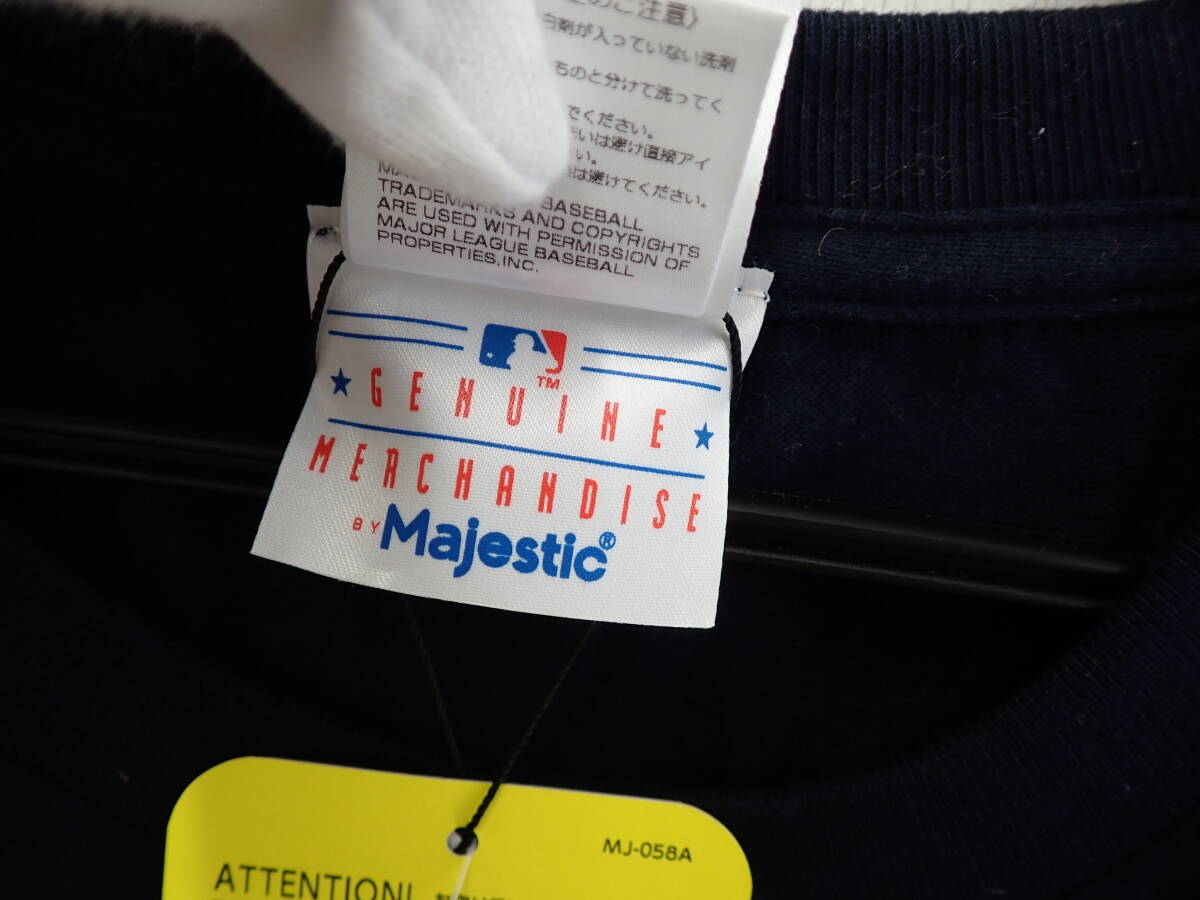 のご注意〉
白剤が入っていない洗剤
ものと分けて洗ってく
でください。
は避け直接アイ
い。
は避けてください。
BASEBALL
TRADEMARKS AND COPYRIGHTS
ARE USED WITH PERMISSION OF
MAJOR LEAGUE BASEBALL
PROPERTIES,INC.
TM
GENUINE
MERCHANDISE
BY Majestic®
MJ-058A
ATTENTION!